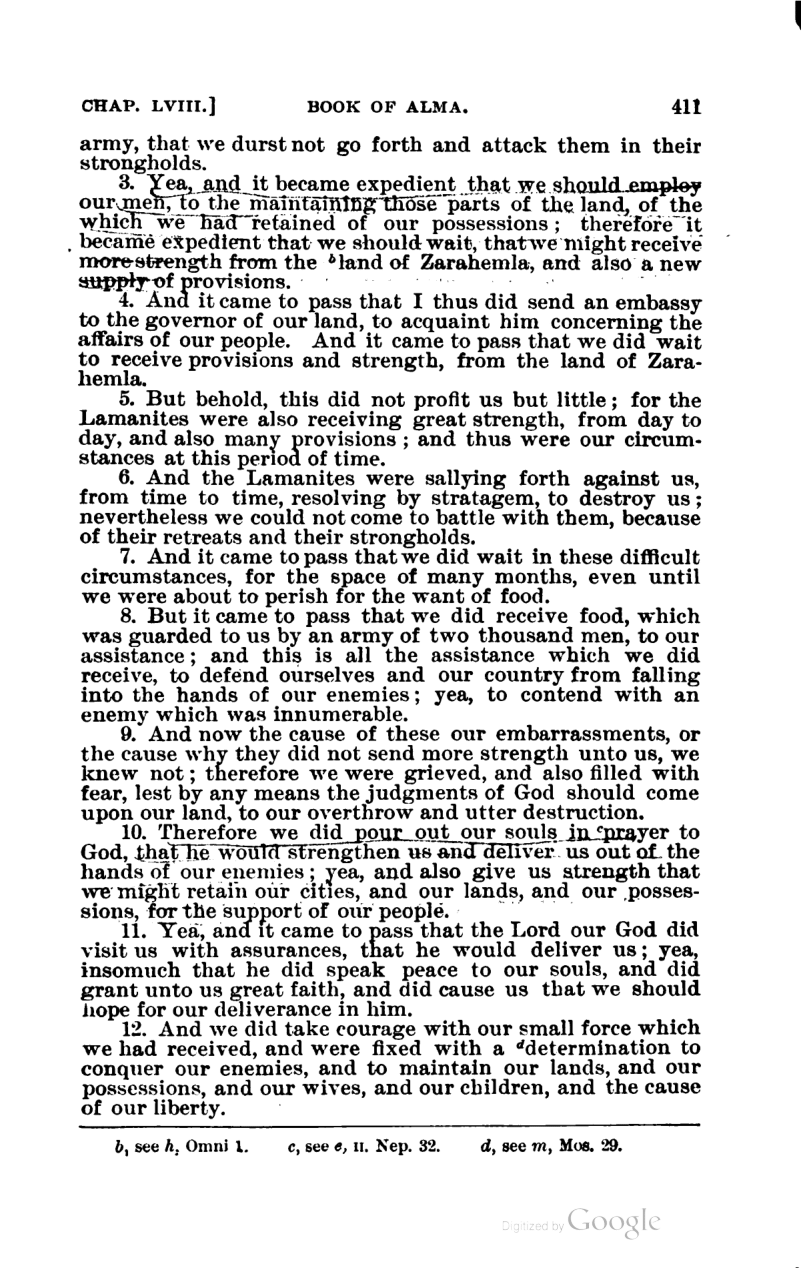 CHAP. LVIII.] BOOK OF ALMA. 411
army, that we durst not go forth and attack them in their
strongholds.
3. Yea, and it became expedient that we should employ
our men, to the maintaining those parts of the land, of the
which we had retained of our possessions; therefore it
became expedient that we should wait, that we might receive
more strength from the ᵇland of Zarahemla, and also a new
supply of provisions.
4. And it came to pass that I thus did send an embassy
to the governor of our land, to acquaint him concerning the
affairs of our people. And it came to pass that we did wait
to receive provisions and strength, from the land of Zara-
hemla.
5. But behold, this did not profit us but little; for the
Lamanites were also receiving great strength, from day to
day, and also many provisions; and thus were our circum-
stances at this period of time.
6. And the Lamanites were sallying forth against us,
from time to time, resolving by stratagem, to destroy us;
nevertheless we could not come to battle with them, because
of their retreats and their strongholds.
7. And it came to pass that we did wait in these difficult
circumstances, for the space of many months, even until
we were about to perish for the want of food.
8. But it came to pass that we did receive food, which
was guarded to us by an army of two thousand men, to our
assistance; and this is all the assistance which we did
receive, to defend ourselves and our country from falling
into the hands of our enemies; yea, to contend with an
enemy which was innumerable.
9. And now the cause of these our embarrassments, or
the cause why they did not send more strength unto us, we
knew not; therefore we were grieved, and also filled with
fear, lest by any means the judgments of God should come
upon our land, to our overthrow and utter destruction.
10. Therefore we did pour out our souls in ᶜprayer to
God, that he would strengthen us and deliver us out of the
hands of our enemies; yea, and also give us strength that
we might retain our cities, and our lands, and our posses-
sions, for the support of our people.
11. Yea, and it came to pass that the Lord our God did
visit us with assurances, that he would deliver us; yea,
insomuch that he did speak peace to our souls, and did
grant unto us great faith, and did cause us that we should
hope for our deliverance in him.
12. And we did take courage with our small force which
we had received, and were fixed with a ᵈdetermination to
conquer our enemies, and to maintain our lands, and our
possessions, and our wives, and our children, and the cause
of our liberty.
b, see h, Omni 1. c, see e, II. Nep. 32. d, see m, Mos. 29.
Digitized by Google